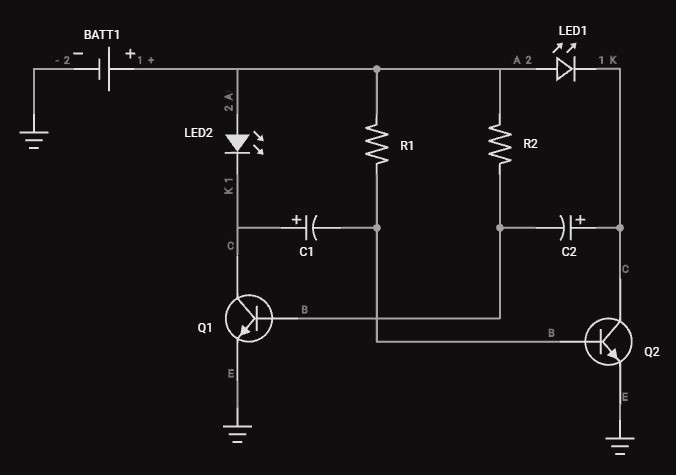 BATT1
LED1
- 2
−
+
1 +
A 2
1 K
2 A
LED2
R1
R2
K 1
+
+
C1
C2
C
C
B
Q1
B
Q2
E
E